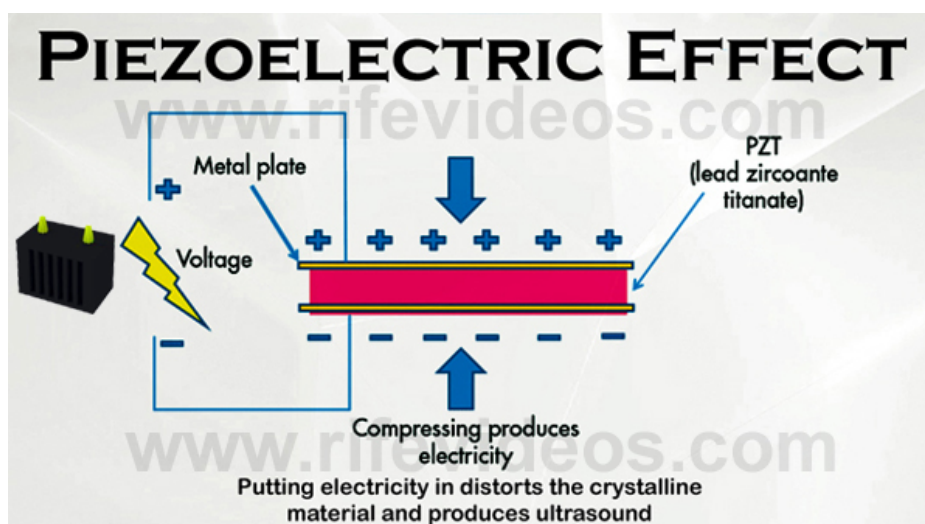 PIEZOELECTRIC EFFECT
www.rifevideos.com
Metal plate
PZT
(lead zircoante
titanate)
+
+ + + + + +
Voltage
-
- - - - - -
Compressing produces
electricity
www.rifevideos.com
Putting electricity in distorts the crystalline
material and produces ultrasound